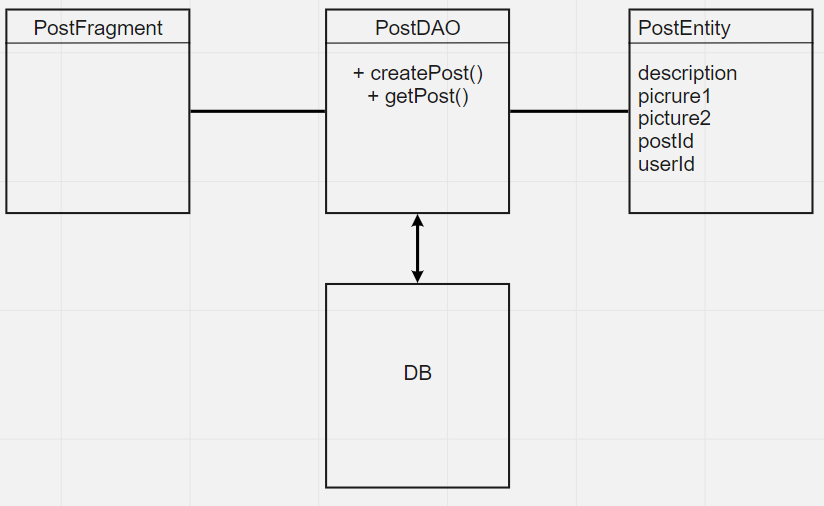 PostFragment
PostDAO
+ createPost()
+ getPost()
PostEntity
description
picrure1
picture2
postId
userId
DB